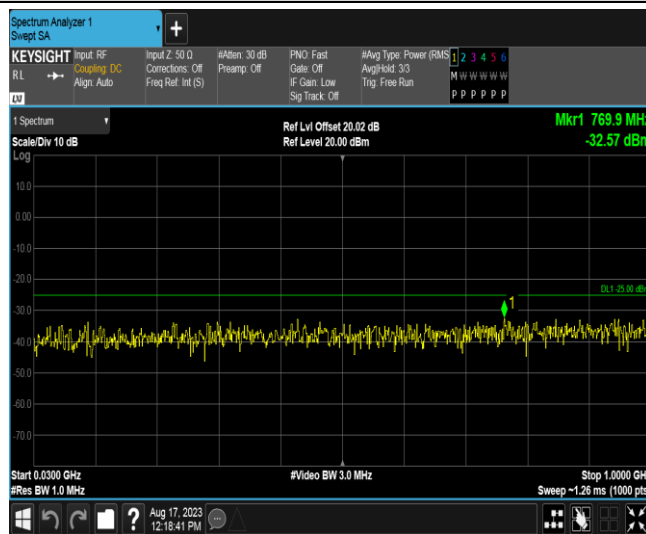 Spectrum Analyzer 1
Swept SA
+
KEYSIGHT
RL
LXI
Input: RF
Coupling: DC
Align: Auto
Input Z: 50 Ω
Corrections: Off
Freq Ref: Int (S)
#Atten: 30 dB
Preamp: Off
PNO: Fast
Gate: Off
IF Gain: Low
Sig Track: Off
#Avg Type: Power (RMS
Avg|Hold: 3/3
Trig: Free Run
1 2 3 4 5 6
M W W W W W
P P P P P P
1 Spectrum
Scale/Div 10 dB
Log
Ref Lvl Offset 20.02 dB
Ref Level 20.00 dBm
Mkr1 769.9 MHz
-32.57 dBm
10.0
0.00
-10.0
-20.0
DL1 -25.00 dBm
1
-30.0
-40.0
-50.0
-60.0
-70.0
Start 0.0300 GHz
#Res BW 1.0 MHz
#Video BW 3.0 MHz
Stop 1.0000 GH
Sweep ~1.26 ms (1000 pts
?
Aug 17, 2023
12:18:41 PM